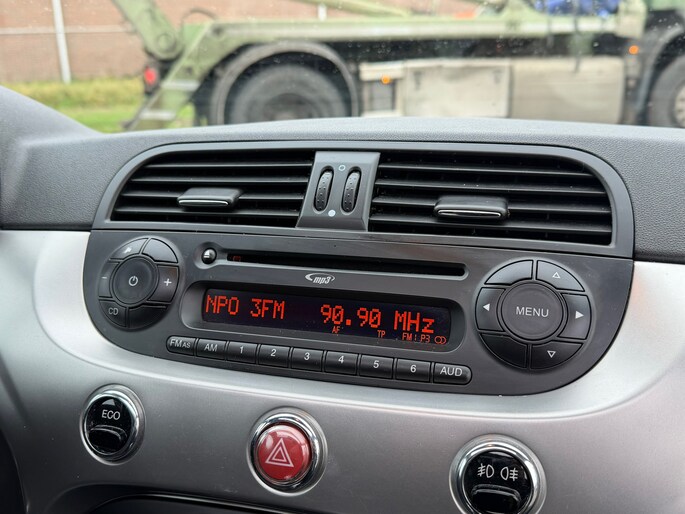 mp3
CD
NPO 3FM 90.90 MHz
AF TP FM:P3
FM AS AM 1 2 3 4 5 6 AUD
MENU
ECO